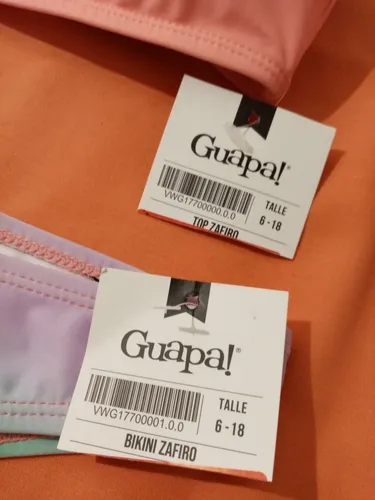 Guapa!®
VWG17700000.0.0
TALLE
6 - 18
TOP ZAFIRO
Guapa!®
VWG17700001.0.0
TALLE
6 - 18
BIKINI ZAFIRO